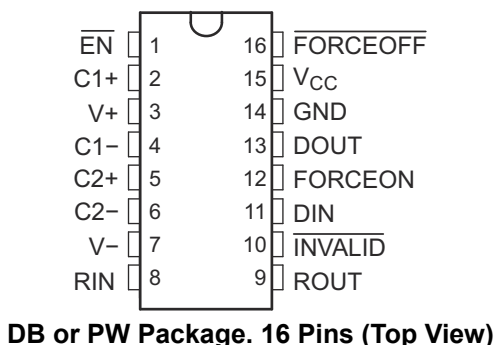 EN 1 16 FORCEOFF
C1+ 2 15 VCC
V+ 3 14 GND
C1− 4 13 DOUT
C2+ 5 12 FORCEON
C2− 6 11 DIN
V− 7 10 INVALID
RIN 8 9 ROUT
DB or PW Package. 16 Pins (Top View)